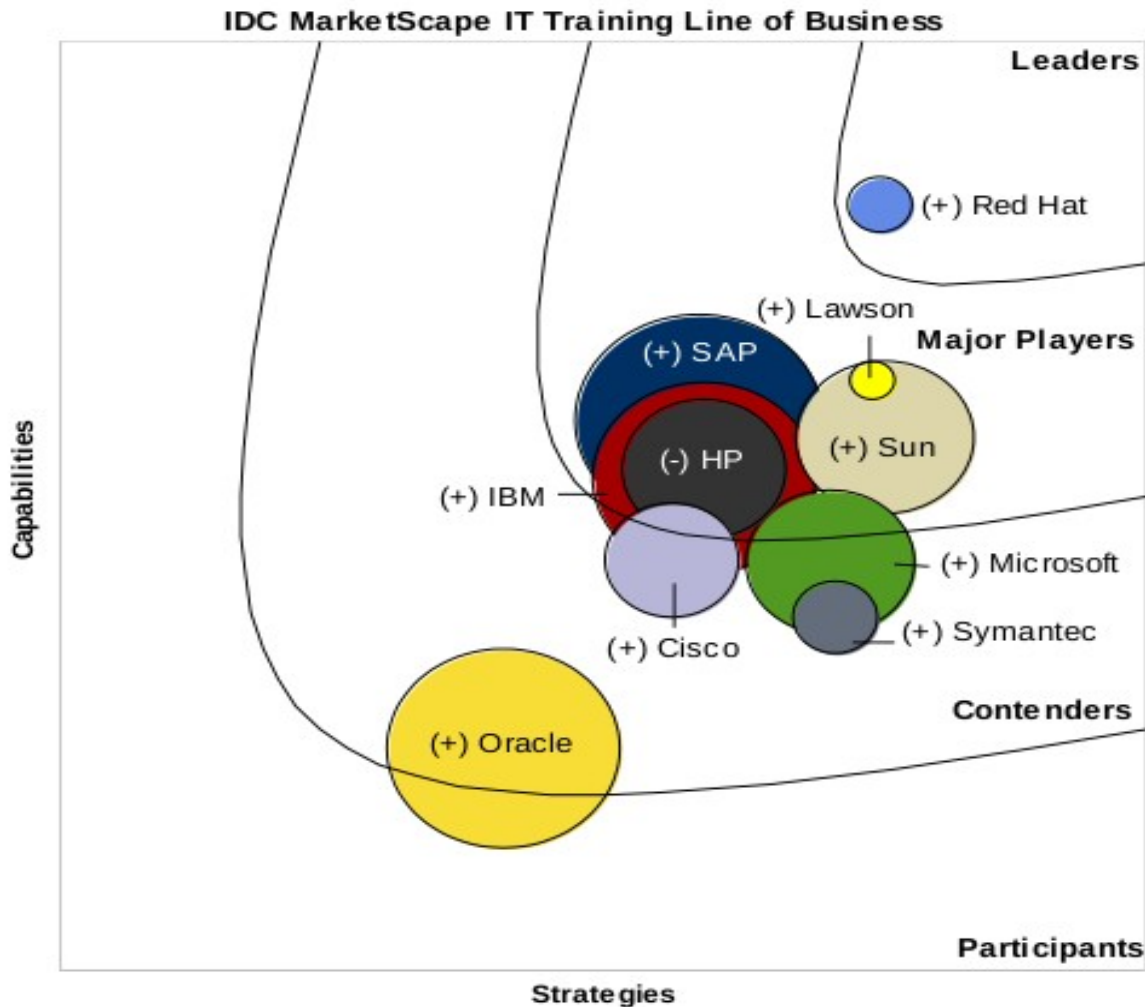 IDC MarketScape IT Training Line of Business
Leaders
(+) Red Hat
(+) Lawson
Major Players
(+) SAP
(+) Sun
(-) HP
(+) IBM
Capabilities
(+) Microsoft
(+) Symantec
(+) Cisco
Contenders
(+) Oracle
Participants
Strategies